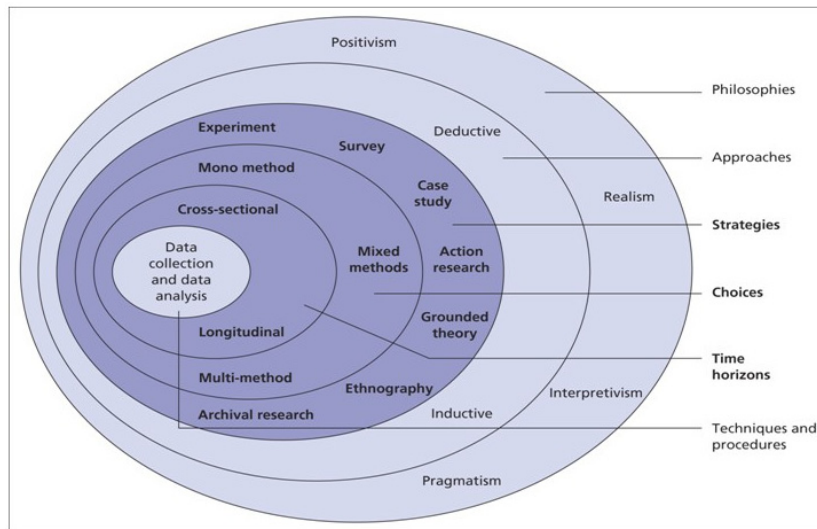 Positivism
Philosophies
Experiment
Deductive
Survey
Approaches
Mono method
Case
study
Realism
Cross-sectional
Strategies
Data
collection
and data
analysis
Mixed
methods
Action
research
Choices
Grounded
theory
Longitudinal
Time
horizons
Multi-method
Ethnography
Interpretivism
Archival research
Inductive
Techniques and
procedures
Pragmatism